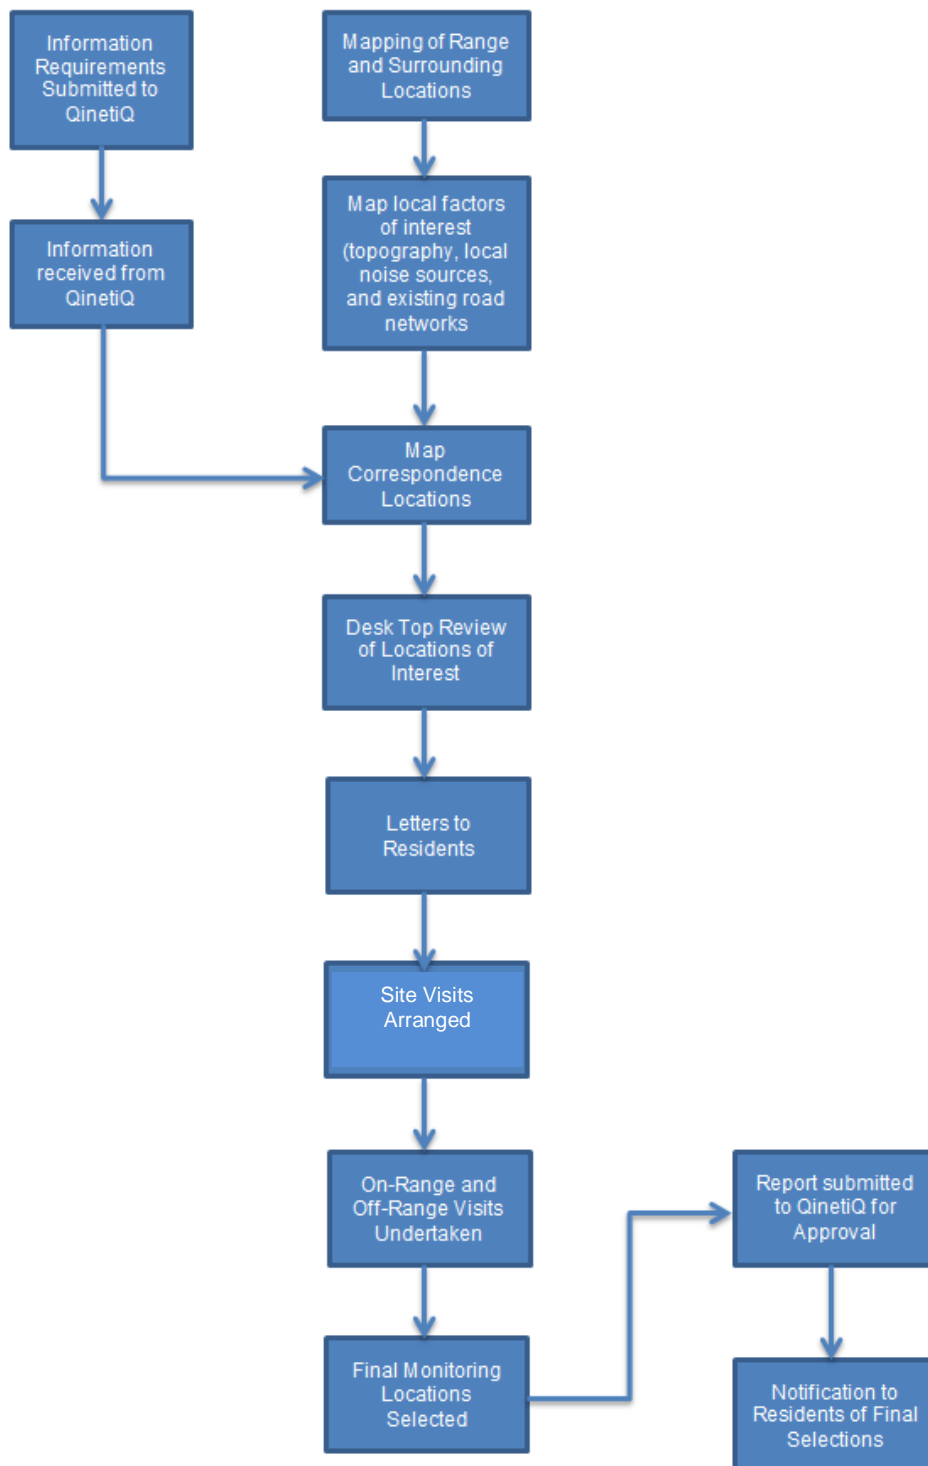 Information
Requirements
Submitted to
QinetiQ
Mapping of Range
and Surrounding
Locations
Information
received from
QinetiQ
Map local factors
of interest
(topography, local
noise sources,
and existing road
networks
Map
Correspondence
Locations
Desk Top Review
of Locations of
Interest
Letters to
Residents
Site Visits
Arranged
On-Range and
Off-Range Visits
Undertaken
Final Monitoring
Locations
Selected
Report submitted
to QinetiQ for
Approval
Notification to
Residents of Final
Selections